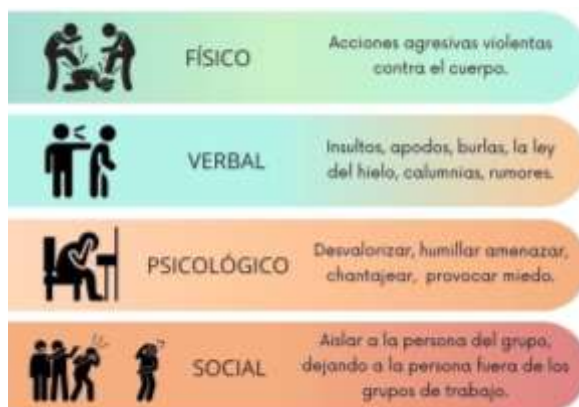 FÍSICO
Acciones agresivas violentas
contra el cuerpo.
VERBAL
Insultos, apodos, burlas, la ley
del hielo, calumnias, rumores.
PSICOLÓGICO
Desvalorizar, humillar amenazar,
chantajear, provocar miedo.
SOCIAL
Aislar a la persona del grupo,
dejando a la persona fuera de los
grupos de trabajo.